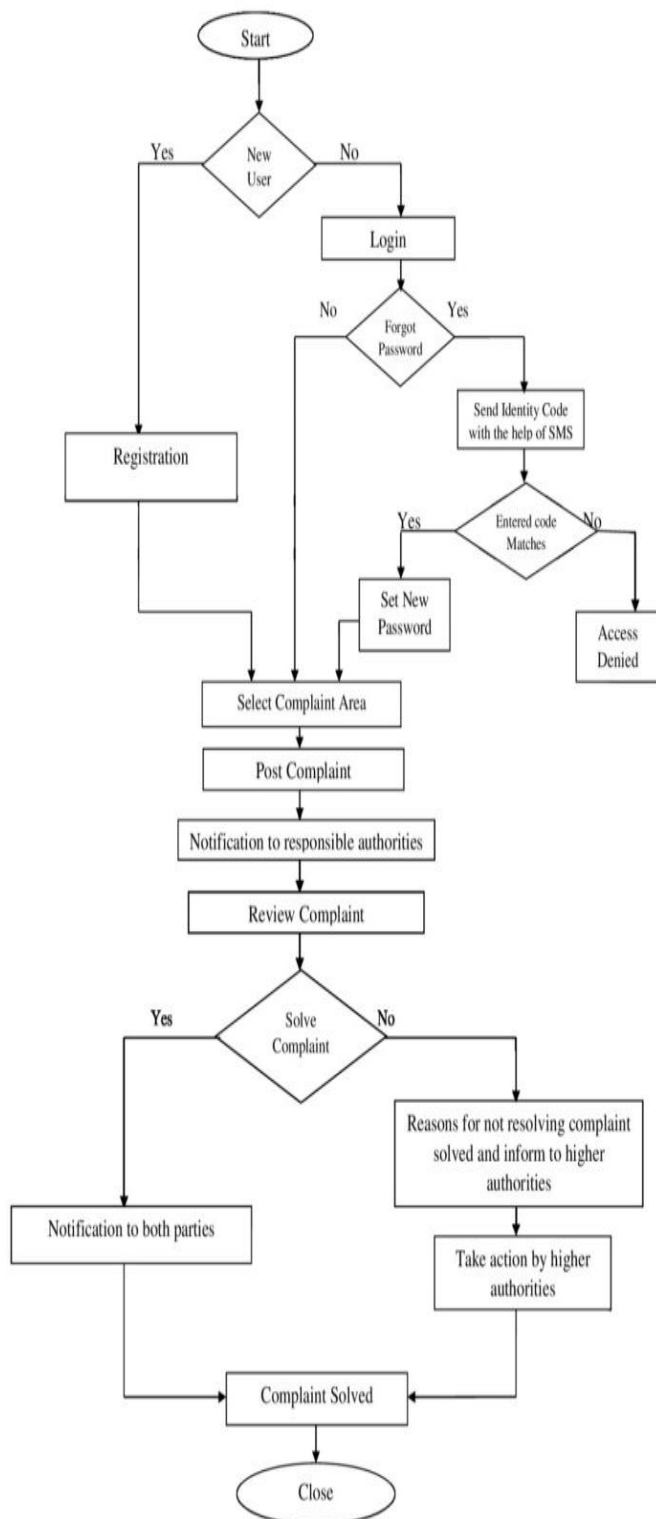 Start
Yes
New
User
No
Login
No
Forgot
Password
Yes
Send Identity Code
with the help of SMS
Registration
Yes
Entered code
Matches
No
Set New
Password
Access
Denied
Select Complaint Area
Post Complaint
Notification to responsible authorities
Review Complaint
Yes
Solve
Complaint
No
Reasons for not resolving complaint
solved and inform to higher
authorities
Notification to both parties
Take action by higher
authorities
Complaint Solved
Close